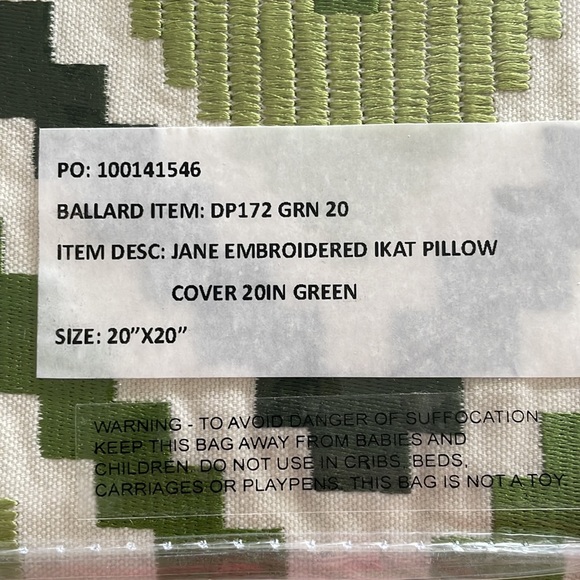 PO: 100141546
BALLARD ITEM: DP172 GRN 20
ITEM DESC: JANE EMBROIDERED IKAT PILLOW
COVER 20IN GREEN
SIZE: 20”X20”
WARNING - TO AVOID DANGER OF SUFFOCATION.
KEEP THIS BAG AWAY FROM BABIES AND
CHILDREN. DO NOT USE IN CRIBS, BEDS,
CARRIAGES OR PLAYPENS. THIS BAG IS NOT A TOY.